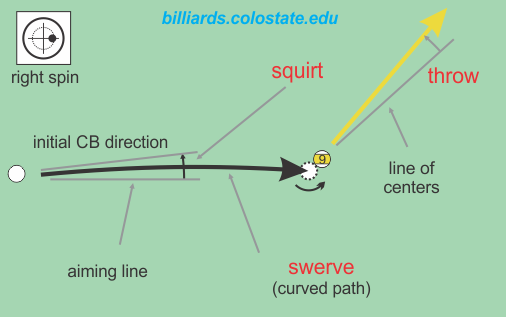 billiards.colostate.edu
right spin
squirt
throw
initial CB direction
9
line of
centers
aiming line
swerve
(curved path)